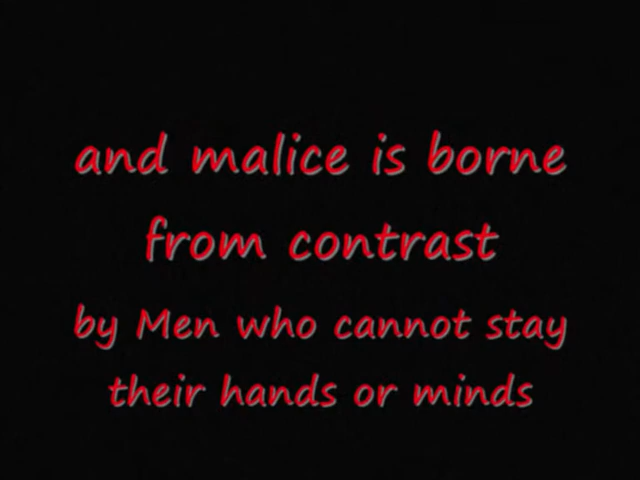 and malice is borne
from contrast
by Men who cannot stay
their hands or minds